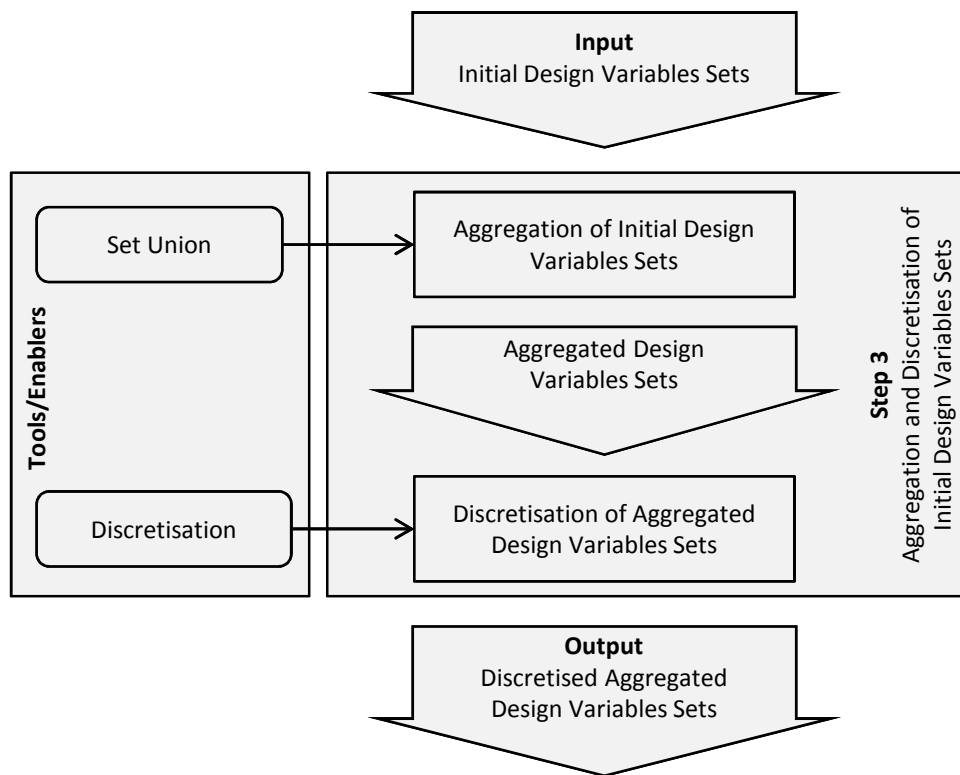 Input
Initial Design Variables Sets
Tools/Enablers
Set Union
Aggregation of Initial Design
Variables Sets
Aggregated Design
Variables Sets
Discretisation
Discretisation of Aggregated
Design Variables Sets
Step 3
Aggregation and Discretisation of
Initial Design Variables Sets
Output
Discretised Aggregated
Design Variables Sets